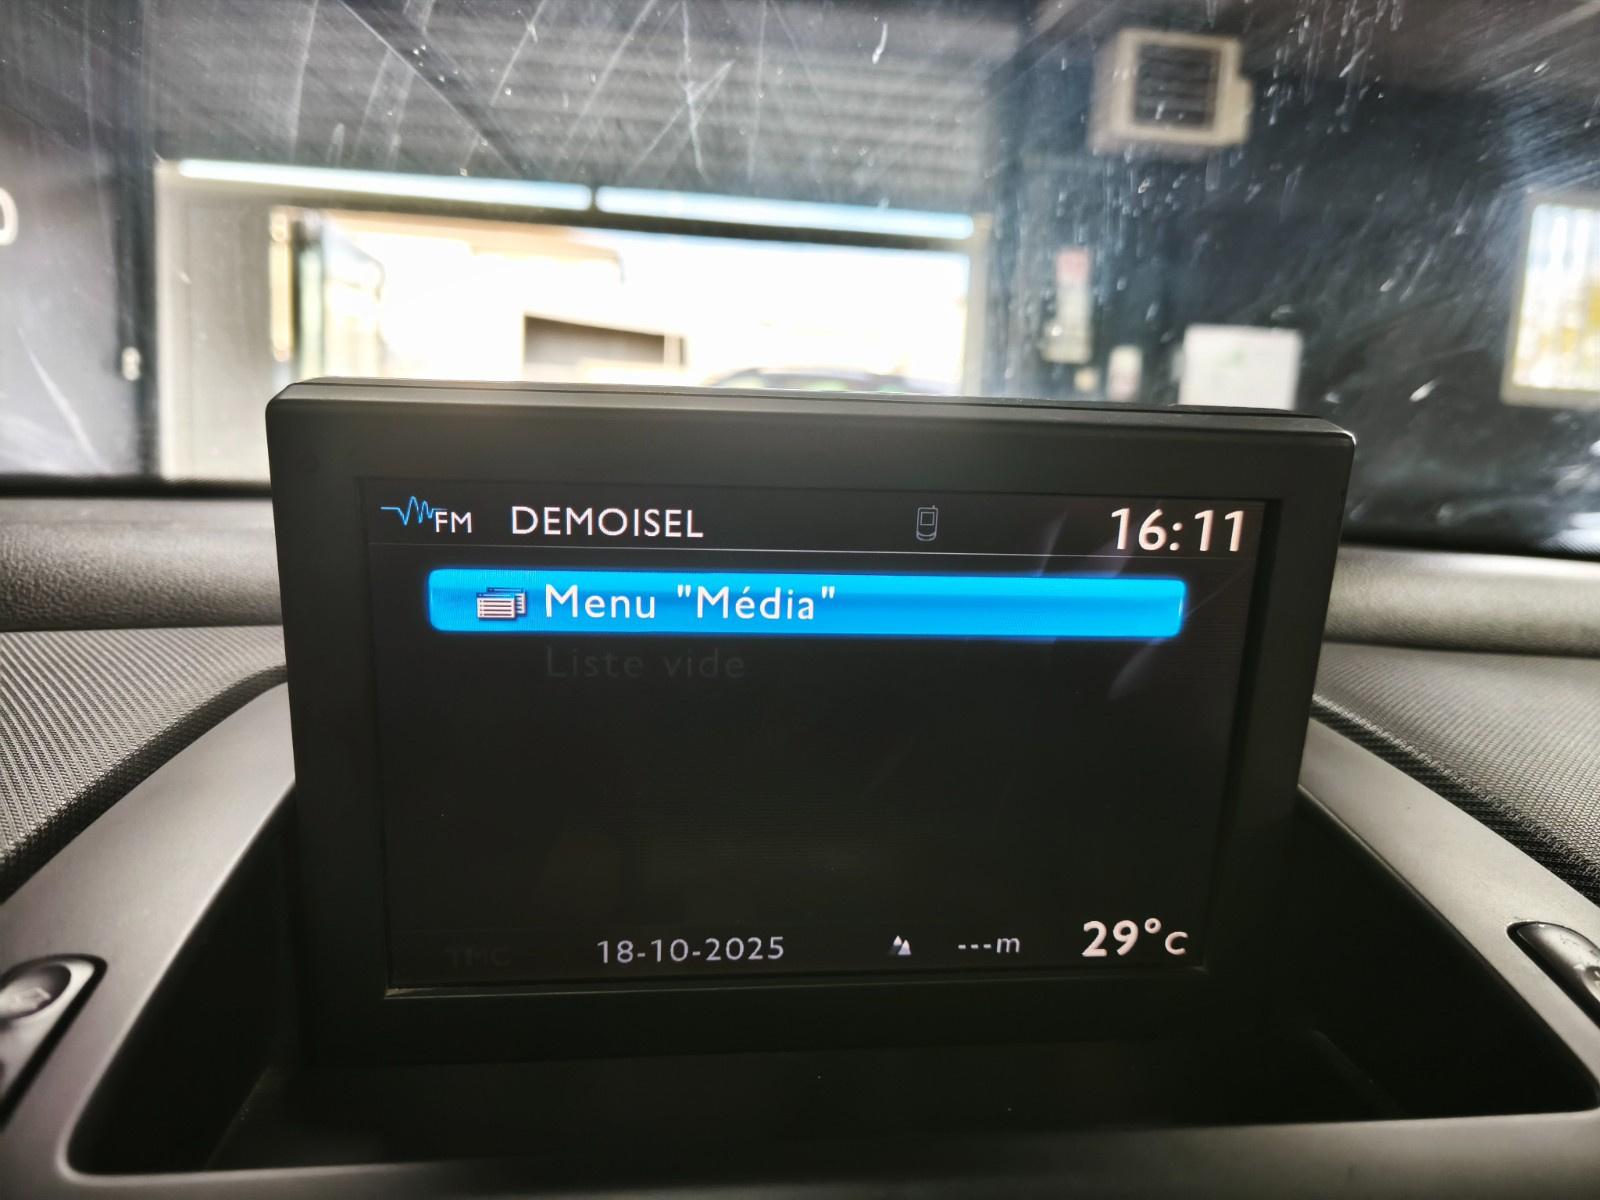 FM DEMOISEL 16:11
Menu "Média"
Liste vide
TMC 18-10-2025 ---m 29°C